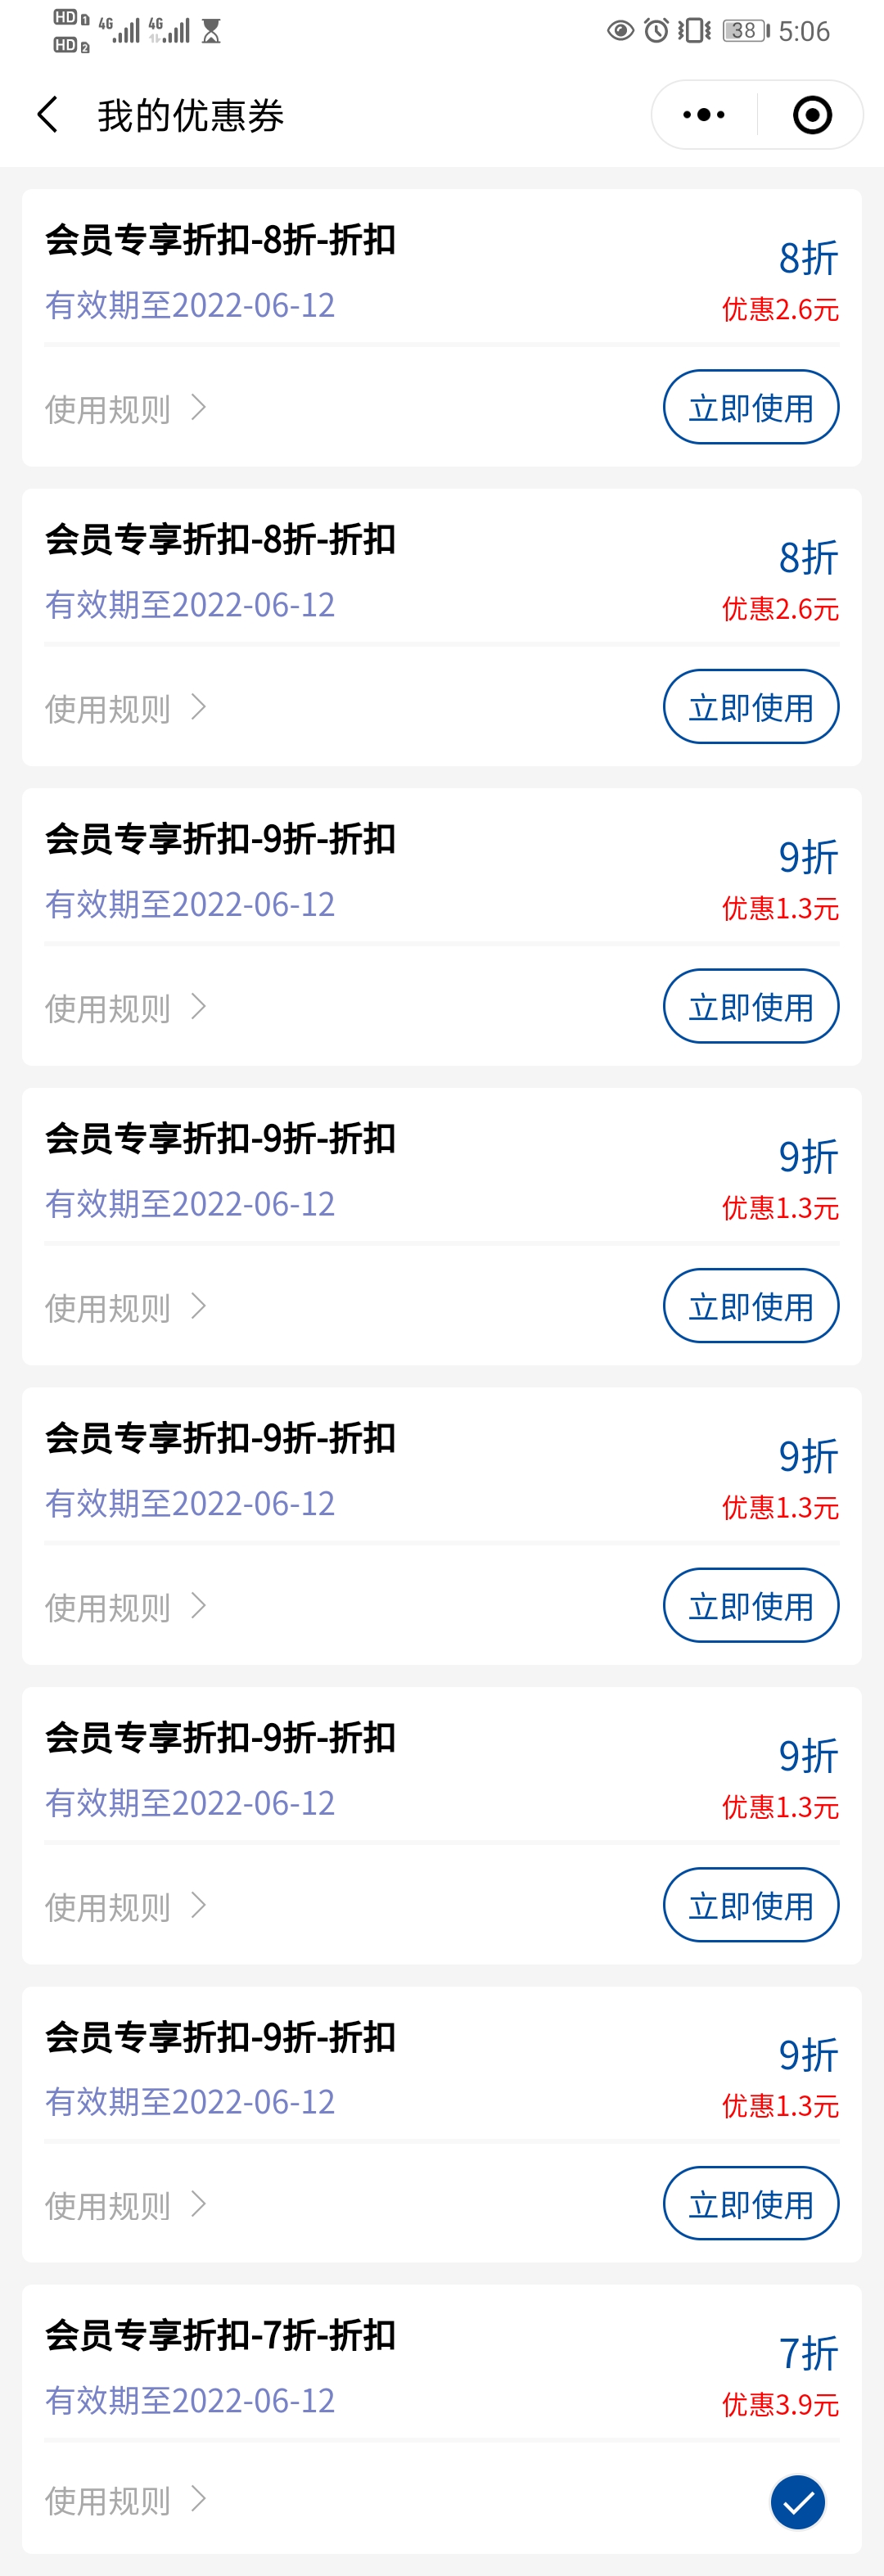 HD 1 4G 4G 38 5:06
HD 2
我的优惠券
会员专享折扣-8折-折扣
8折
有效期至2022-06-12
优惠2.6元
使用规则
立即使用
会员专享折扣-8折-折扣
8折
有效期至2022-06-12
优惠2.6元
使用规则
立即使用
会员专享折扣-9折-折扣
9折
有效期至2022-06-12
优惠1.3元
使用规则
立即使用
会员专享折扣-9折-折扣
9折
有效期至2022-06-12
优惠1.3元
使用规则
立即使用
会员专享折扣-9折-折扣
9折
有效期至2022-06-12
优惠1.3元
使用规则
立即使用
会员专享折扣-9折-折扣
9折
有效期至2022-06-12
优惠1.3元
使用规则
立即使用
会员专享折扣-9折-折扣
9折
有效期至2022-06-12
优惠1.3元
使用规则
立即使用
会员专享折扣-7折-折扣
7折
有效期至2022-06-12
优惠3.9元
使用规则